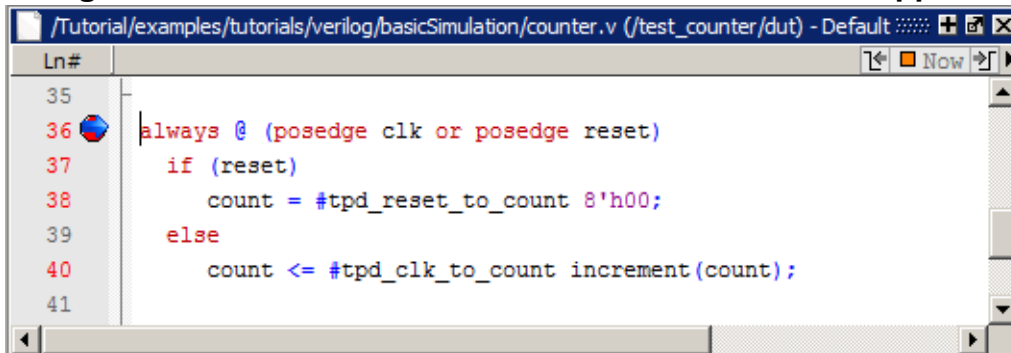 /Tutorial/examples/tutorials/verilog/basicSimulation/counter.v (/test_counter/dut) - Default
Ln#
Now
35
36 always @ (posedge clk or posedge reset)
37 if (reset)
38 count = #tpd_reset_to_count 8'h00;
39 else
40 count <= #tpd_clk_to_count increment(count);
41